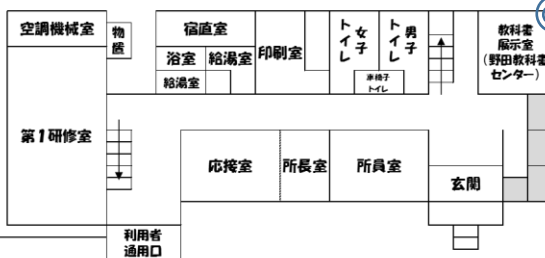 空調機械室
物置
宿直室
浴室
給湯室
給湯室
印刷室
女子トイレ
男子トイレ
車椅子
トイレ
教科書
展示室
(野田教科書
センター)
第1研修室
応接室
所長室
所員室
玄関
利用者
通用口